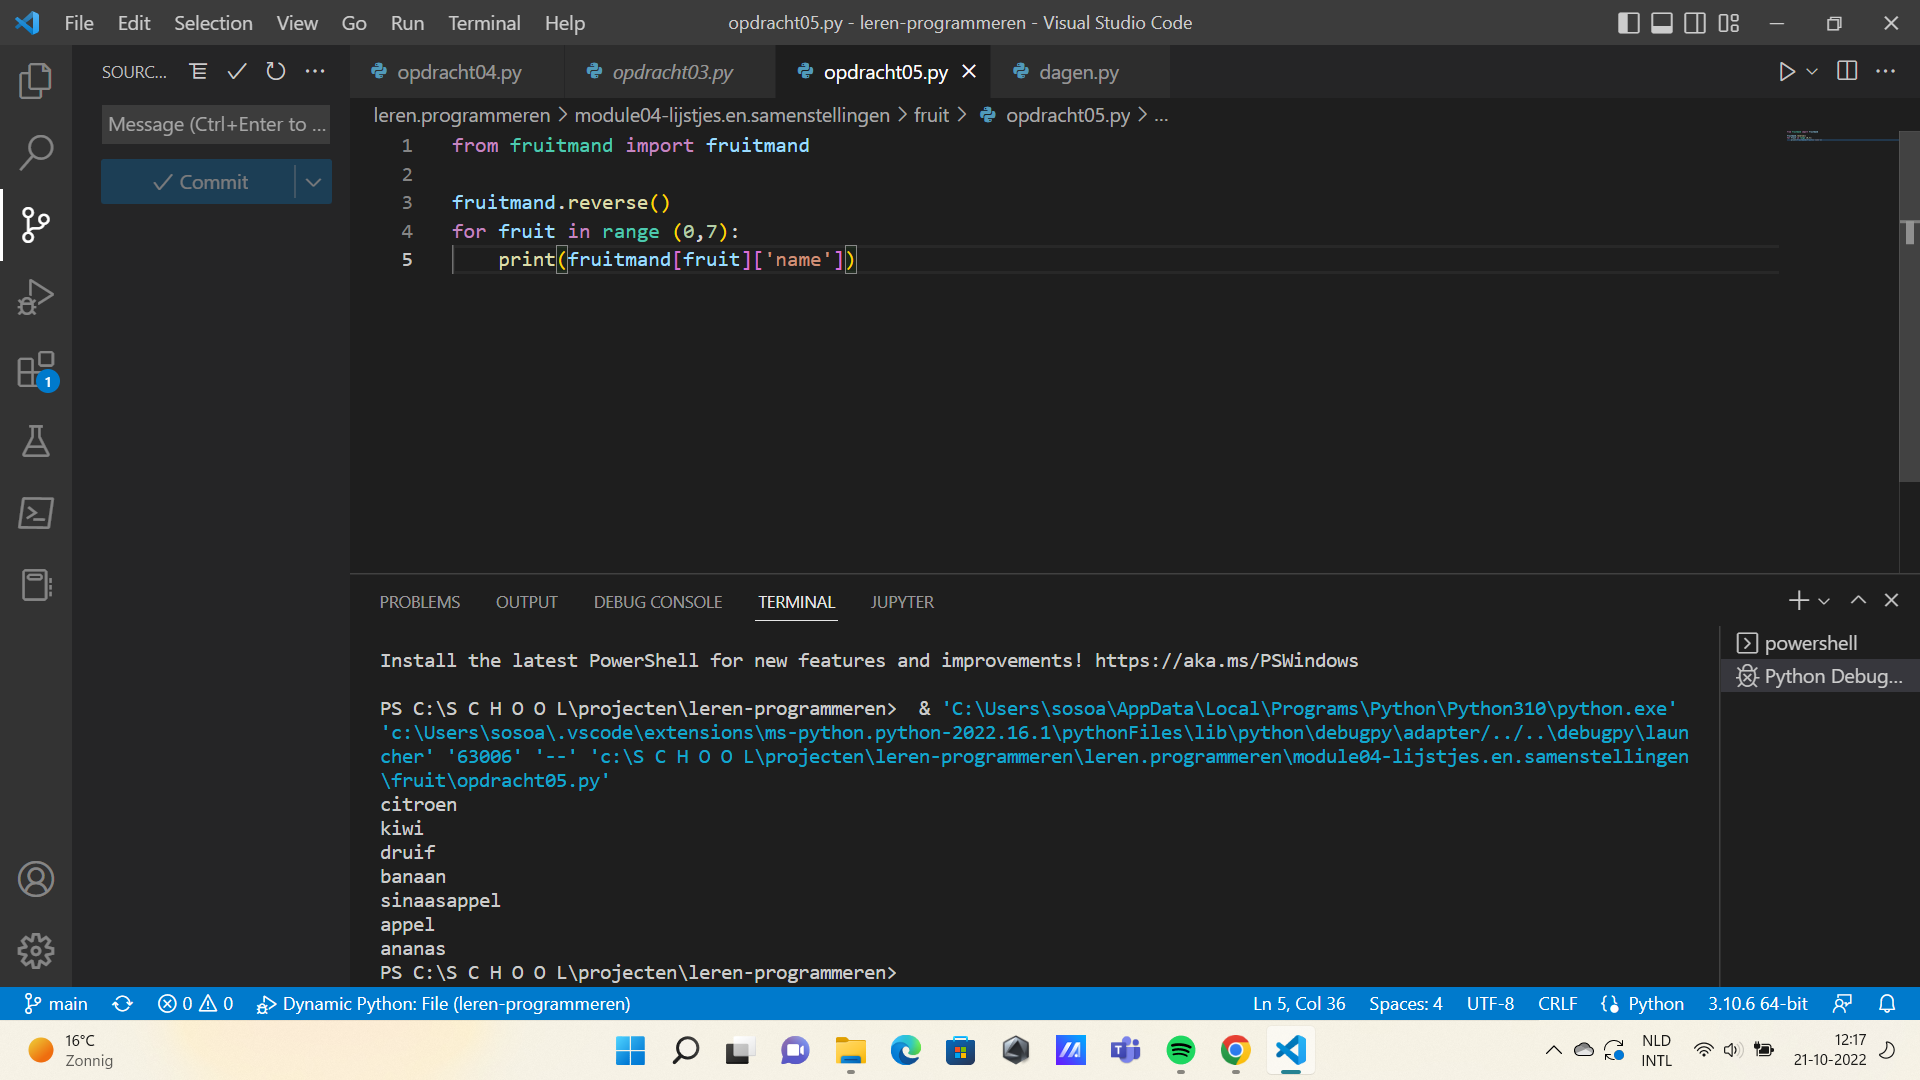 File Edit Selection View Go Run Terminal Help
opdracht05.py - leren-programmeren - Visual Studio Code
SOURC...
opdracht04.py
opdracht03.py
opdracht05.py
dagen.py
Message (Ctrl+Enter to ...
Commit
leren.programmeren > module04-lijstjes.en.samenstellingen > fruit > opdracht05.py > ...
1 from fruitmand import fruitmand
2
3 fruitmand.reverse()
4 for fruit in range (0,7):
5 print(fruitmand[fruit]['name'])
1
PROBLEMS OUTPUT DEBUG CONSOLE TERMINAL JUPYTER
powershell
Python Debug...
Install the latest PowerShell for new features and improvements! https://aka.ms/PSWindows
PS C:\S C H O O L\projecten\leren-programmeren>  & 'C:\Users\sosoa\AppData\Local\Programs\Python\Python310\python.exe'
'c:\Users\sosoa\.vscode\extensions\ms-python.python-2022.16.1\pythonFiles\lib\python\debugpy\adapter/../..\debugpy\laun
cher' '63006' '--' 'c:\S C H O O L\projecten\leren-programmeren\leren.programmeren\module04-lijstjes.en.samenstellingen
\fruit\opdracht05.py'
citroen
kiwi
druif
banaan
sinaasappel
appel
ananas
PS C:\S C H O O L\projecten\leren-programmeren>
main 0 0 Dynamic Python: File (leren-programmeren) Ln 5, Col 36 Spaces: 4 UTF-8 CRLF Python 3.10.6 64-bit
16°C
Zonnig
NLD
INTL
12:17
21-10-2022